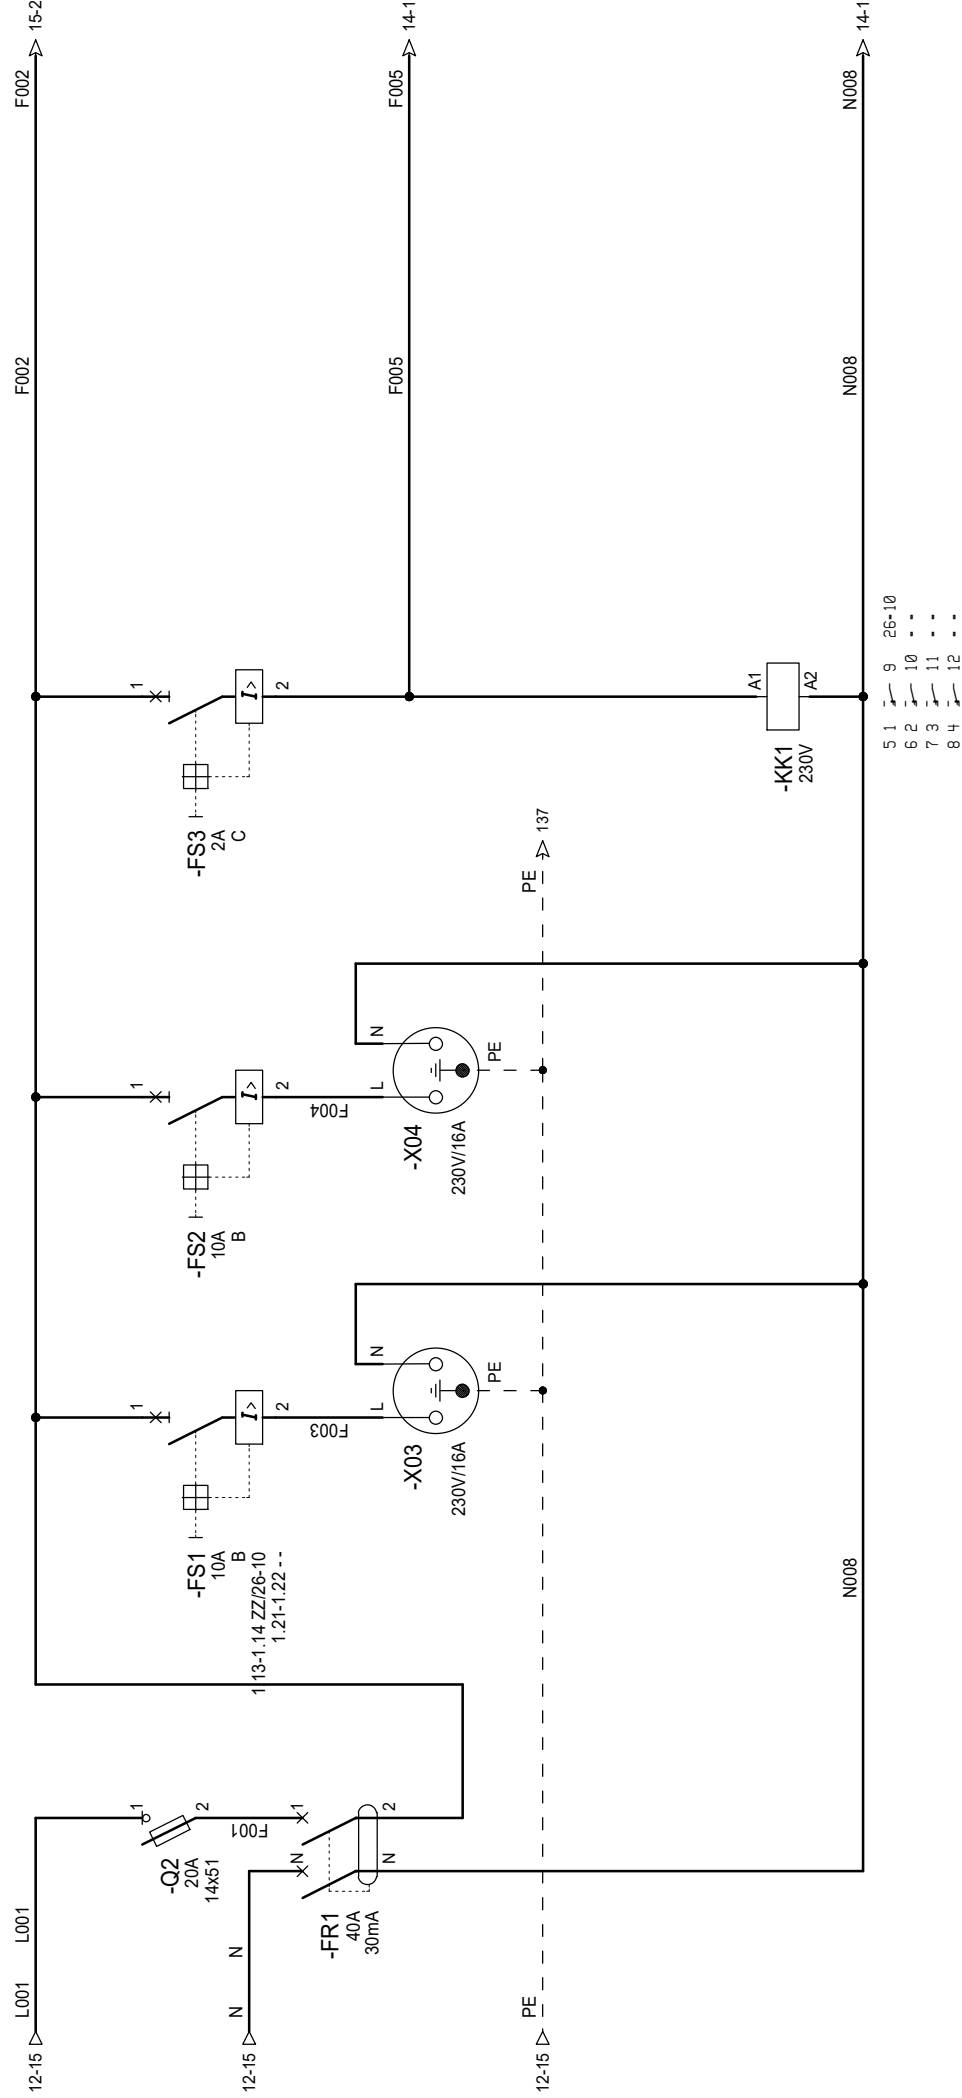 12-15
L001
L001
F002
F002
15-2
-Q2
20A
14x51
1
2
F001
12-15
N
N
-FR1
40A
30mA
N
1
N
2
-FS1
10A
B
1 13-1.14 ZZ/26-10
1.21-1.22 - -
1
I>
2
F003
L
N
PE
-X03
230V/16A
-FS2
10A
B
1
I>
2
F004
L
N
PE
-X04
230V/16A
-FS3
2A
C
1
I>
2
F005
F005
14-1
12-15
PE
PE
137
-KK1
230V
A1
A2
N008
N008
N008
14-1
5 1 9 26-10
6 2 10 - -
7 3 11 - -
8 4 12 - -